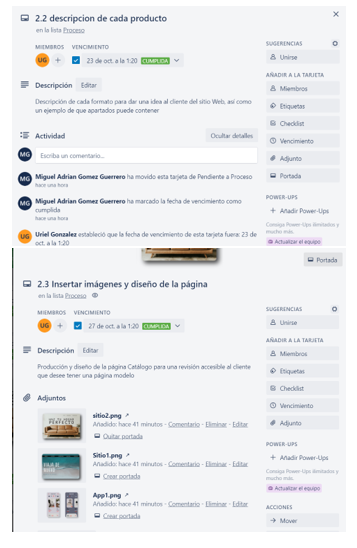 2.2 descripcion de cada producto
en la lista Proceso
MIEMBROS VENCIMIENTO
UG + 23 de oct. a la 1:20 CUMPLIDA
Descripción Editar
Descripción de cada formato para dar una idea al cliente del sitio Web, así como
un ejemplo de que apartados puede contener
Actividad Ocultar detalles
MG Escriba un comentario...
MG Miguel Adrian Gomez Guerrero ha movido esta tarjeta de Pendiente a Proceso
hace una hora
MG Miguel Adrian Gomez Guerrero ha marcado la fecha de vencimiento como
cumplida
hace una hora
UG Uriel Gonzalez estableció que la fecha de vencimiento de esta tarjeta fuera: 23 de
oct. a la 1:20
SUGERENCIAS
Unirse
AÑADIR A LA TARJETA
Miembros
Etiquetas
Checklist
Vencimiento
Adjunto
Portada
POWER-UPS
+ Añadir Power-Ups
Consiga Power-Ups ilimitados y
mucho más.
Actualizar el equipo
Portada
2.3 Insertar imágenes y diseño de la página
en la lista Proceso
MIEMBROS VENCIMIENTO
UG + 27 de oct. a la 1:20 CUMPLIDA
Descripción Editar
Producción y diseño de la página Catálogo para una revisión accesible al cliente
que desee tener una página modelo
Adjuntos
sitio2.png ↗
Añadido: hace 41 minutos - Comentario - Eliminar - Editar
Quitar portada
Sitio1.png ↗
Añadido: hace 41 minutos - Comentario - Eliminar - Editar
Crear portada
App1.png ↗
Añadido: hace 41 minutos - Comentario - Eliminar - Editar
Crear portada
SUGERENCIAS
Unirse
AÑADIR A LA TARJETA
Miembros
Etiquetas
Checklist
Vencimiento
Adjunto
POWER-UPS
+ Añadir Power-Ups
Consiga Power-Ups ilimitados y
mucho más.
Actualizar el equipo
ACCIONES
→ Mover